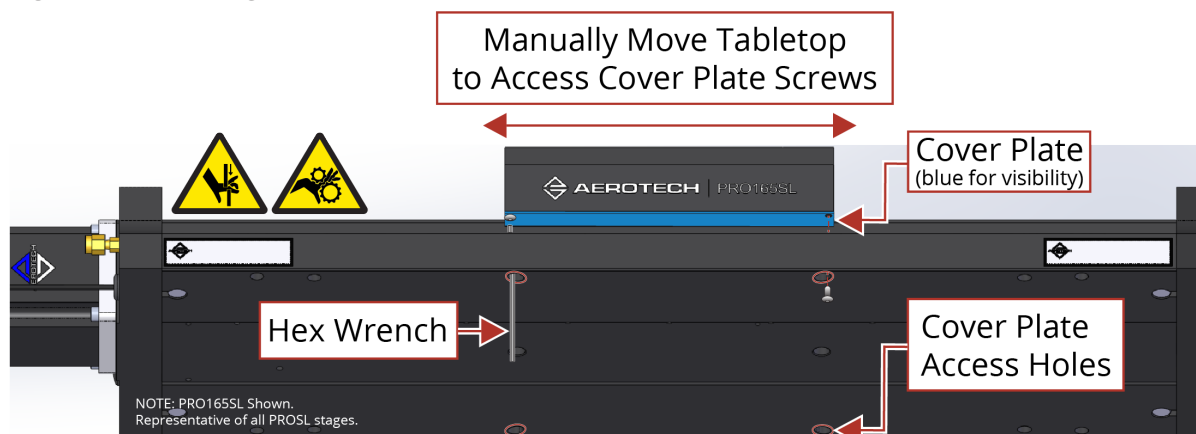 Manually Move Tabletop
to Access Cover Plate Screws
Cover Plate
(blue for visibility)
AEROTECH PRO165SL
EROTECH
Hex Wrench
Cover Plate
Access Holes
NOTE: PRO165SL Shown.
Representative of all PROSL stages.